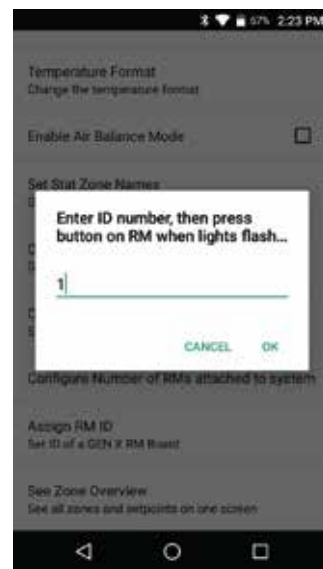 67% 2:23 PM
Temperature Format
Change the temperature format
Enable Air Balance Mode
Set Stat Zone Names
Enter ID number, then press
button on RM when lights flash...
1
CANCEL OK
Configure Number of RMs attached to system
Assign RM ID
Set ID of a GEN X RM Board
See Zone Overview
See all zones and setpoints on one screen